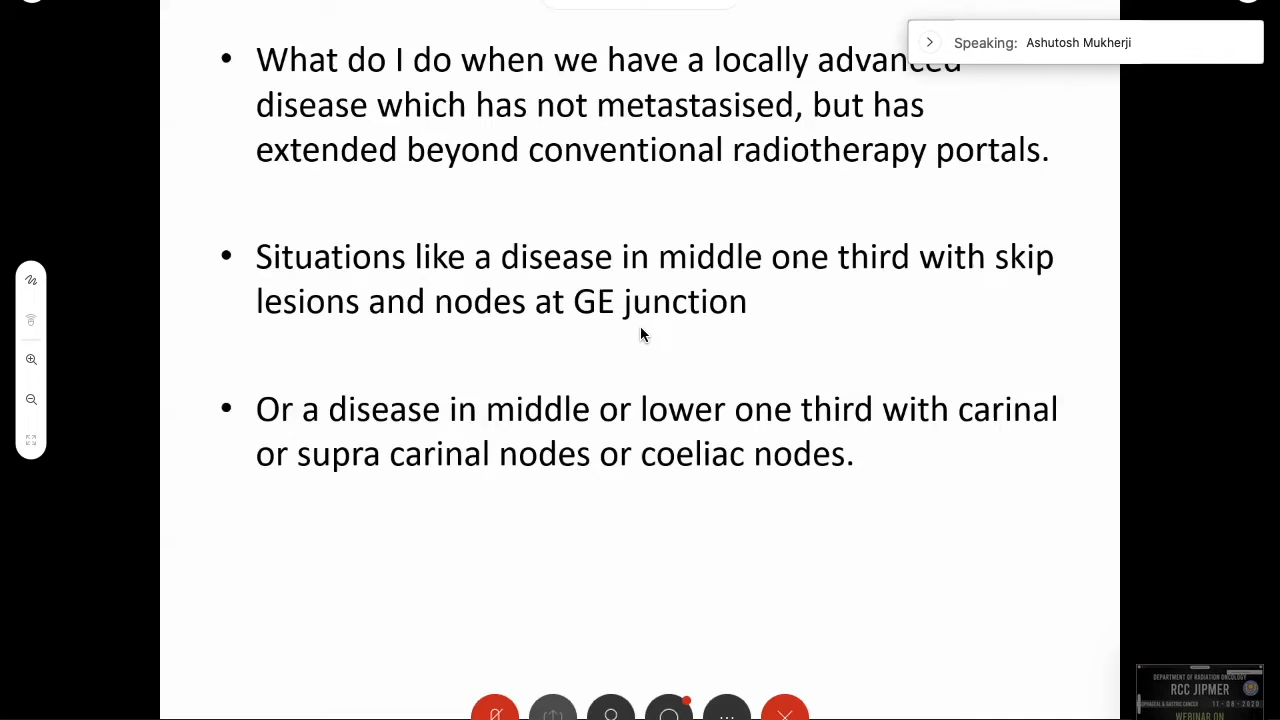 Speaking: Ashutosh Mukherji
• What do I do when we have a locally advanced
disease which has not metastasised, but has
extended beyond conventional radiotherapy portals.
• Situations like a disease in middle one third with skip
lesions and nodes at GE junction
• Or a disease in middle or lower one third with carinal
or supra carinal nodes or coeliac nodes.
DEPARTMENT OF RADIATION ONCOLOGY
RCC JIPMER
& GASTRIC CANCER 11-08-2020
WEBINAR ON